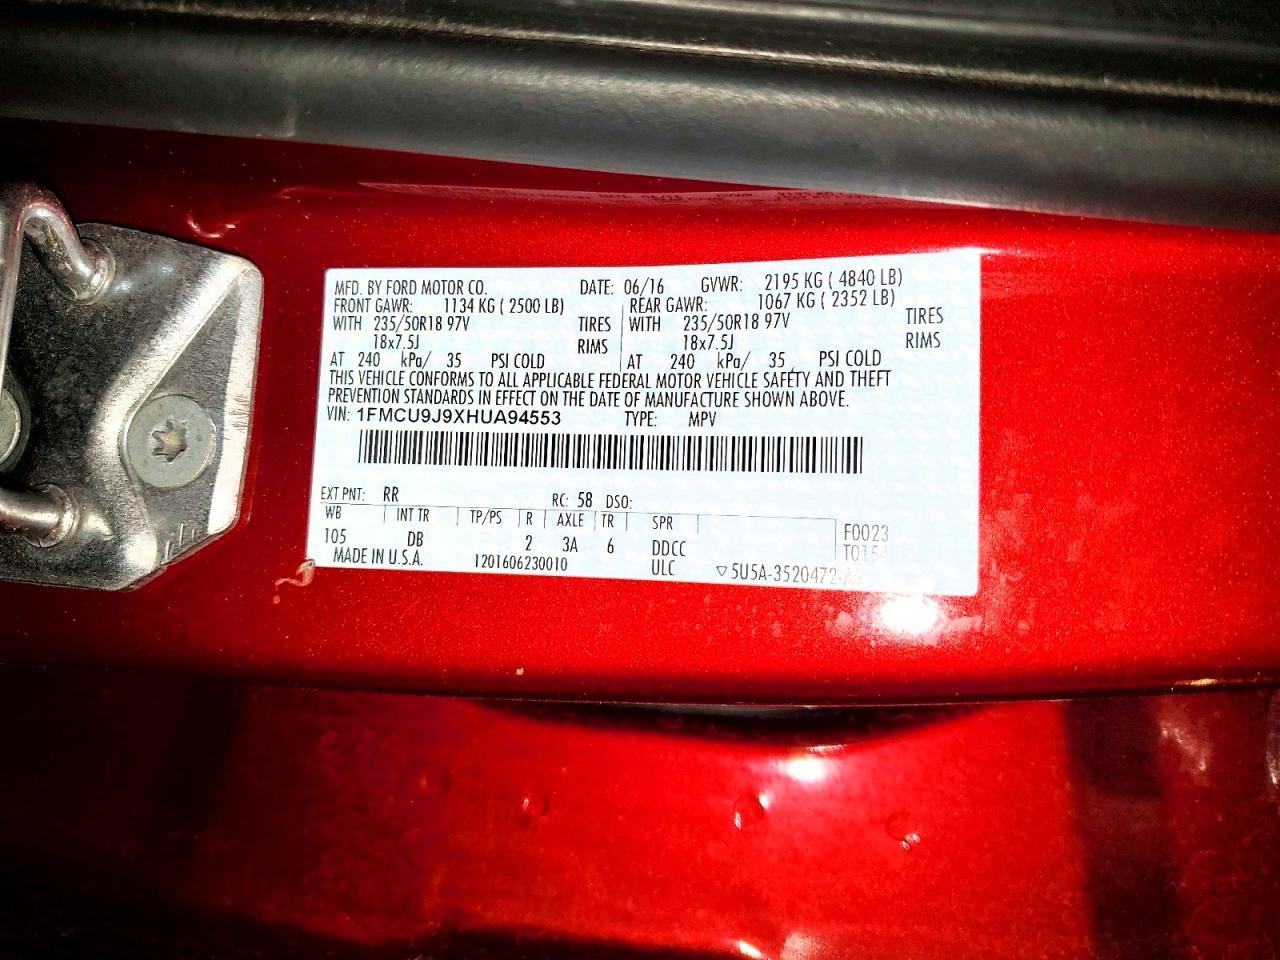 MFD. BY FORD MOTOR CO. DATE: 06/16 GVWR: 2195 KG ( 4840 LB)
FRONT GAWR: 1134 KG ( 2500 LB) REAR GAWR: 1067 KG ( 2352 LB)
WITH 235/50R18 97V TIRES WITH 235/50R18 97V TIRES
18x7.5J RIMS 18x7.5J RIMS
AT 240 kPa/ 35 PSI COLD AT 240 kPa/ 35 PSI COLD
THIS VEHICLE CONFORMS TO ALL APPLICABLE FEDERAL MOTOR VEHICLE SAFETY AND THEFT
PREVENTION STANDARDS IN EFFECT ON THE DATE OF MANUFACTURE SHOWN ABOVE.
VIN: 1FMCU9J9XHUA94553 TYPE: MPV
EXT PNT: RR RC: 58 DSO:
WB INT TR TP/PS R AXLE TR SPR F0023
105 DB 2 3A 6 DDCC T0154
MADE IN U.S.A. 1201606230010 ULC ▽5U5A-3520472-AA